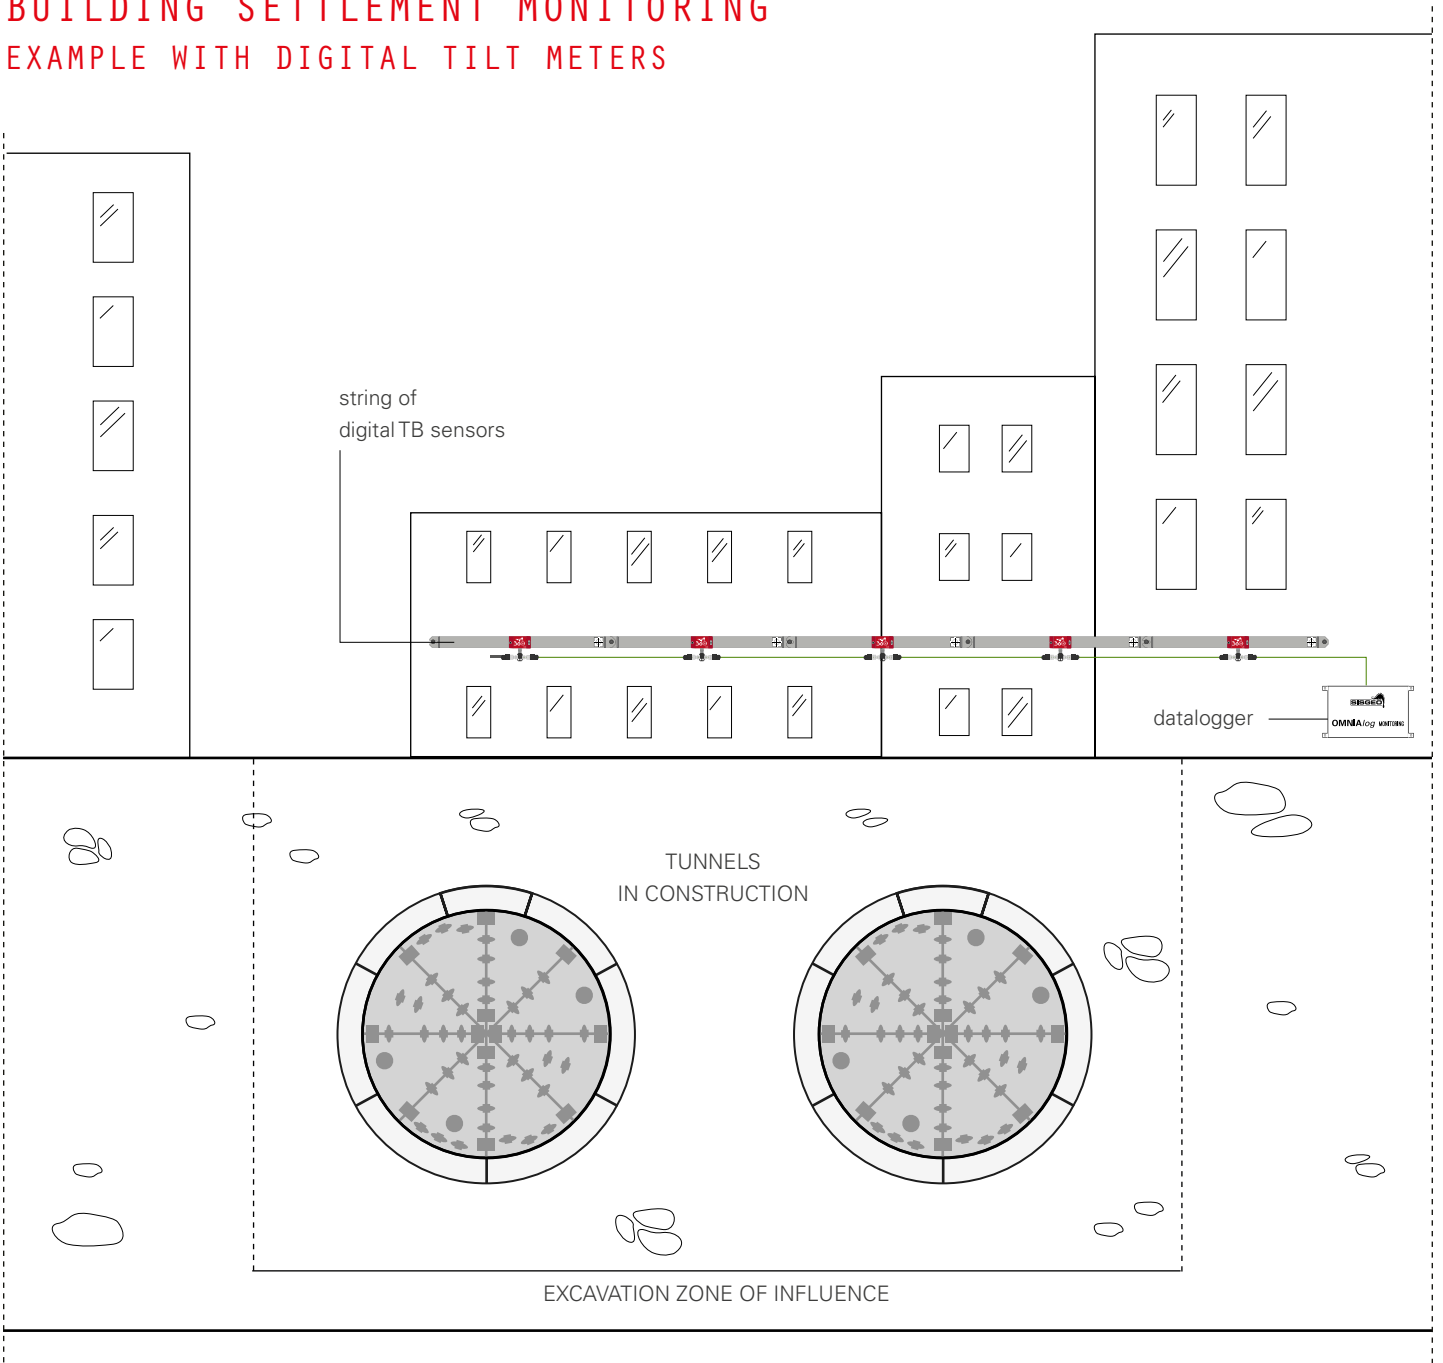 BUILDING SETTLEMENT MONITORING
EXAMPLE WITH DIGITAL TILT METERS
string of
digital TB sensors
SISGEO
datalogger
OMNIAlog MONITORING
TUNNELS
IN CONSTRUCTION
EXCAVATION ZONE OF INFLUENCE